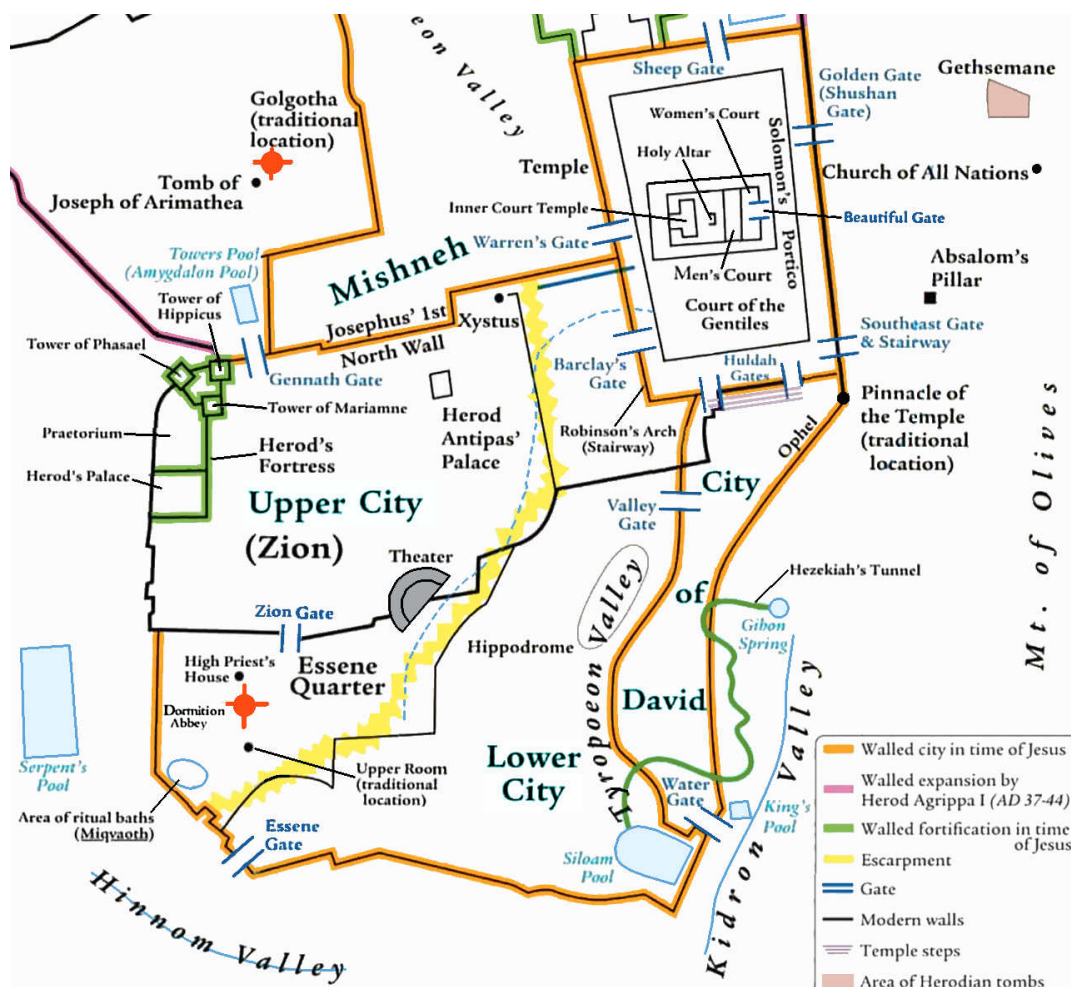 eon Valley
Sheep Gate
Golden Gate
(Shushan
Gate)
Gethsemane
Golgotha
(traditional
location)
Women's Court
Holy Altar
Solomon's Portico
Temple
Church of All Nations
Tomb of
Joseph of Arimathea
Inner Court Temple
Beautiful Gate
Warren's Gate
Towers Pool
(Amygdalon Pool)
Mishneh
Men's Court
Absalom's
Pillar
Tower of
Hippicus
Court of the
Gentiles
Josephus' 1st
North Wall
Xystus
Southeast Gate
& Stairway
Tower of Phasael
Gennath Gate
Barclay's
Gate
Huldah
Gates
Tower of Mariamne
Herod
Antipas'
Palace
Pinnacle of
the Temple
(traditional
location)
Praetorium
Robinson's Arch
(Stairway)
Ophel
Herod's
Fortress
Herod's Palace
Mt. of Olives
City
of
David
Upper City
(Zion)
Valley
Gate
Theater
Hezekiah's Tunnel
Zion Gate
Gibon
Spring
Hippodrome
Tyropoeon Valley
High Priest's
House
Essene
Quarter
Dormition
Abbey
Serpent's
Pool
Upper Room
(traditional
location)
Lower
City
Water
Gate
King's
Pool
Area of ritual baths
(Miqvaoth)
Essene
Gate
Siloam
Pool
Kidron Valley
Hinnom Valley
Walled city in time of Jesus
Walled expansion by
Herod Agrippa I (AD 37-44)
Walled fortification in time
of Jesus
Escarpment
Gate
Modern walls
Temple steps
Area of Herodian tombs